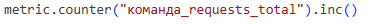 metric.counter("команда_requests_total").inc()